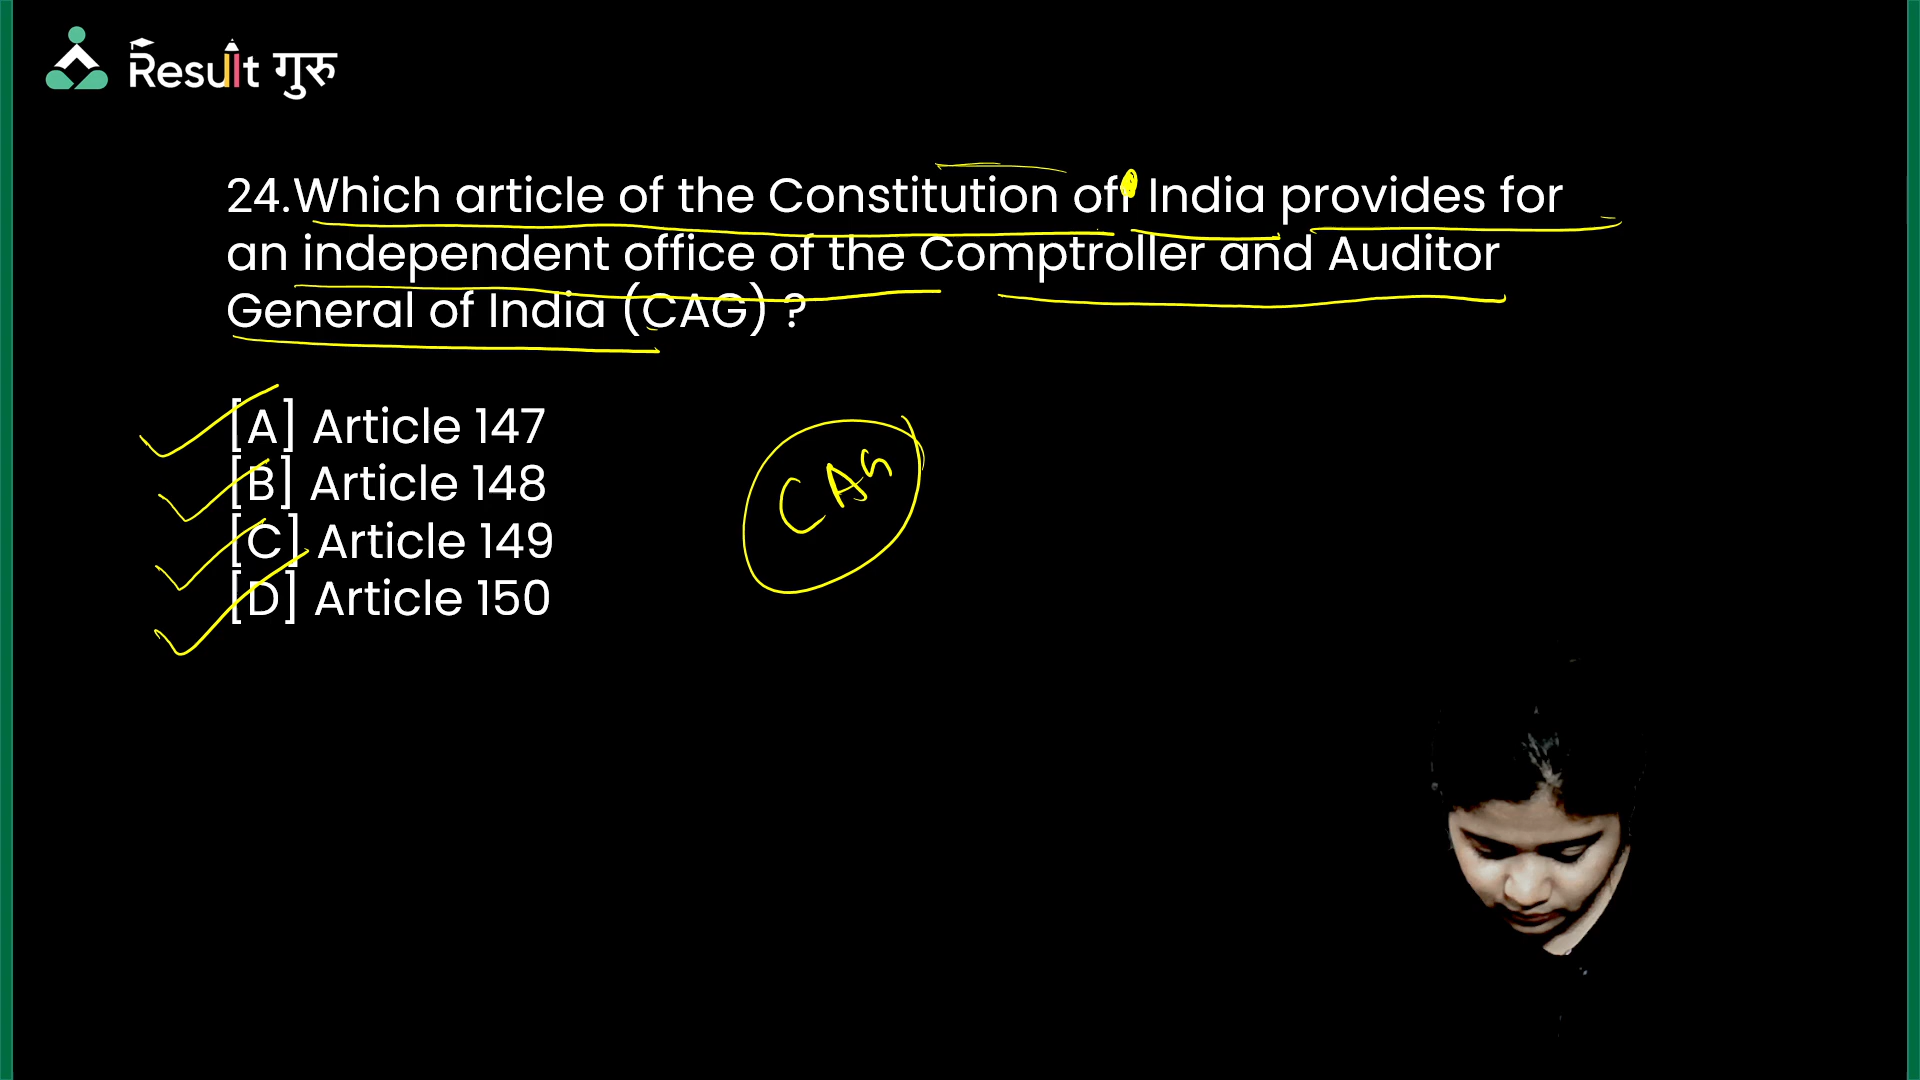 Result गुरु
24.Which article of the Constitution off India provides for
an independent office of the Comptroller and Auditor
General of India (CAG) ?
[A] Article 147
[B] Article 148
[C] Article 149
[D] Article 150
CAG